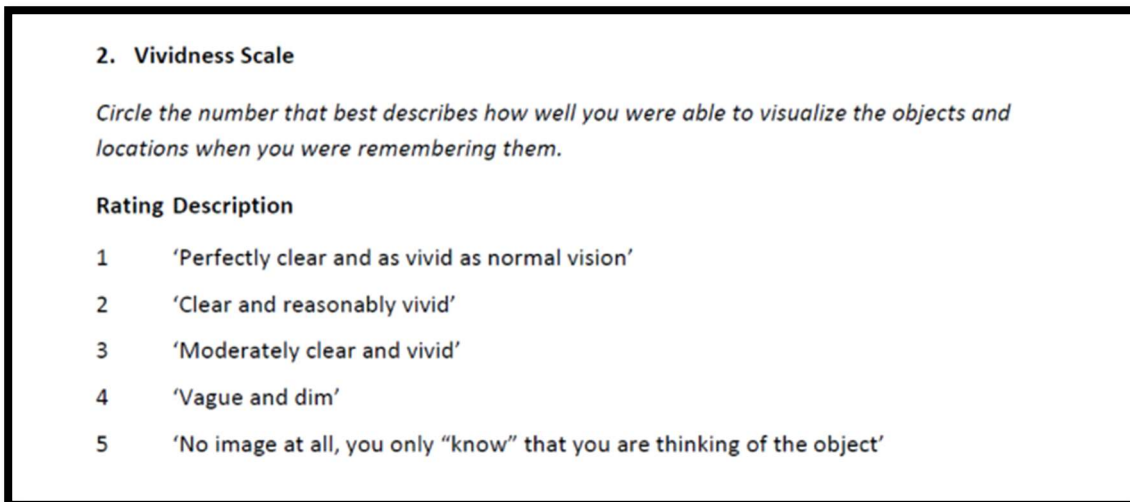 2. Vividness Scale
Circle the number that best describes how well you were able to visualize the objects and
locations when you were remembering them.
Rating Description
1 ‘Perfectly clear and as vivid as normal vision’
2 ‘Clear and reasonably vivid’
3 ‘Moderately clear and vivid’
4 ‘Vague and dim’
5 ‘No image at all, you only “know” that you are thinking of the object’